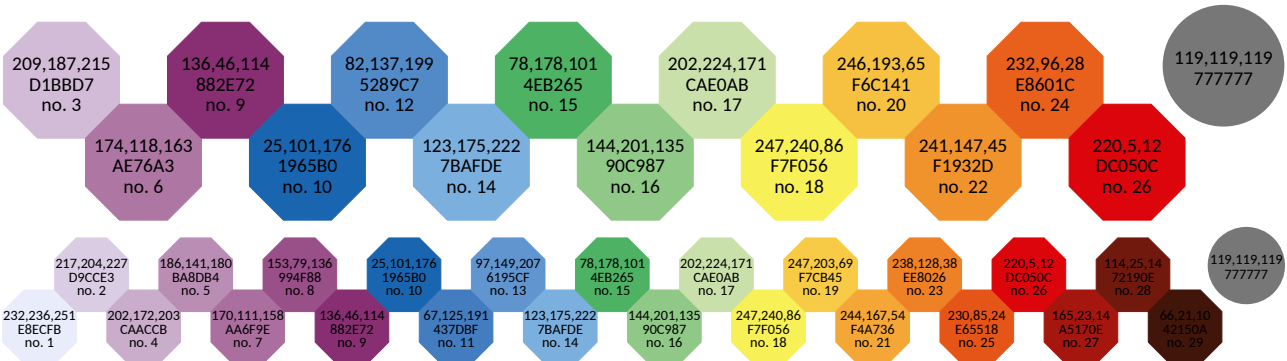 209,187,215
D1BBD7
no. 3
136,46,114
882E72
no. 9
82,137,199
5289C7
no. 12
78,178,101
4EB265
no. 15
202,224,171
CAE0AB
no. 17
246,193,65
F6C141
no. 20
232,96,28
E8601C
no. 24
119,119,119
777777
174,118,163
AE76A3
no. 6
25,101,176
1965B0
no. 10
123,175,222
7BAFDE
no. 14
144,201,135
90C987
no. 16
247,240,86
F7F056
no. 18
241,147,45
F1932D
no. 22
220,5,12
DC050C
no. 26
217,204,227
D9CCE3
no. 2
186,141,180
BA8DB4
no. 5
153,79,136
994F88
no. 8
25,101,176
1965B0
no. 10
97,149,207
6195CF
no. 13
78,178,101
4EB265
no. 15
202,224,171
CAE0AB
no. 17
247,203,69
F7CB45
no. 19
238,128,38
EE8026
no. 23
220,5,12
DC050C
no. 26
114,25,14
72190E
no. 28
119,119,119
777777
232,236,251
E8ECFB
no. 1
202,172,203
CAACCB
no. 4
170,111,158
AA6F9E
no. 7
136,46,114
882E72
no. 9
67,125,191
437DBF
no. 11
123,175,222
7BAFDE
no. 14
144,201,135
90C987
no. 16
247,240,86
F7F056
no. 18
244,167,54
F4A736
no. 21
230,85,24
E65518
no. 25
165,23,14
A5170E
no. 27
66,21,10
42150A
no. 29